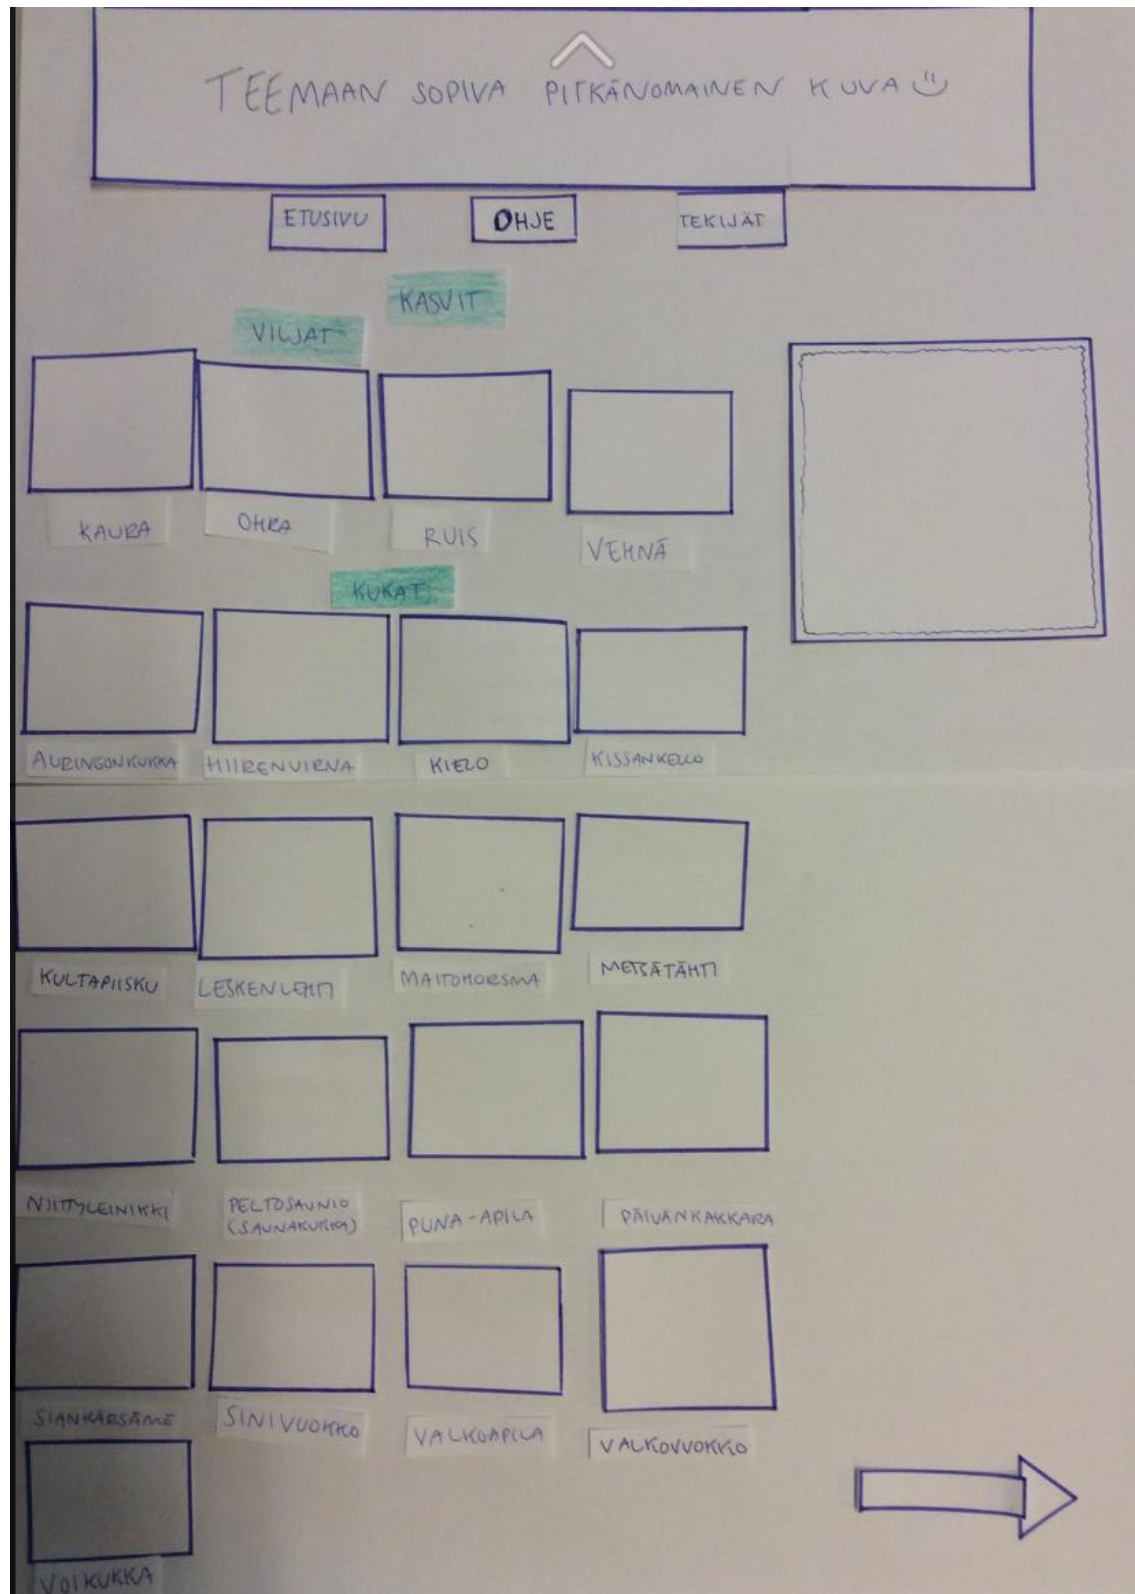 TEEMAAN SOPIVA PITKÄNOMAINEN KUVA
ETUSIVU
OHJE
TEKIJÄT
KASVIT
VILJAT
KAURA
OHRA
RUIS
VEHNÄ
KUKAT
AURINGONKUKKA
HIIRENVIRNA
KIELO
KISSANKELLO
KULTAPIISKU
LESKENLEHTI
MAITOHORSMA
METSÄTÄHTI
NIITTYLEINIKKI
PELTOSAUNIO
(SAUNAKUKKA)
PUNA-APILA
PÄIVÄNKAKKARA
SIANKÄRSÄMÖ
SINIVUOKKO
VALKOAPILA
VALKOVUOKKO
VOIKUKKA